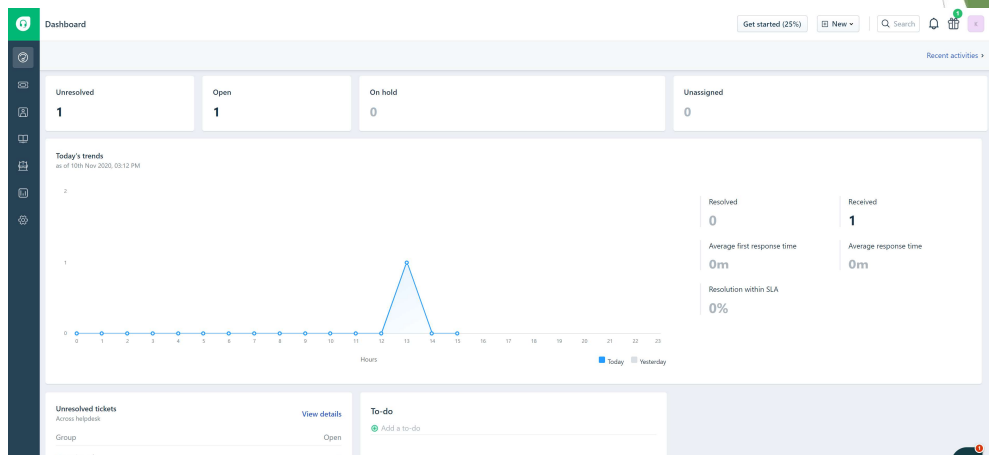 Dashboard
Get started (25%)
New
Search
1
Recent activities
Unresolved
1
Open
1
On hold
0
Unassigned
0
Today's trends
as of 10th Nov 2020, 03:12 PM
2
1
0
0 1 2 3 4 5 6 7 8 9 10 11 12 13 14 15 16 17 18 19 20 21 22 23
Hours
Today Yesterday
Resolved
0
Received
1
Average first response time
0m
Average response time
0m
Resolution within SLA
0%
Unresolved tickets
Across helpdesk
View details
Group Open
To-do
Add a to-do
1